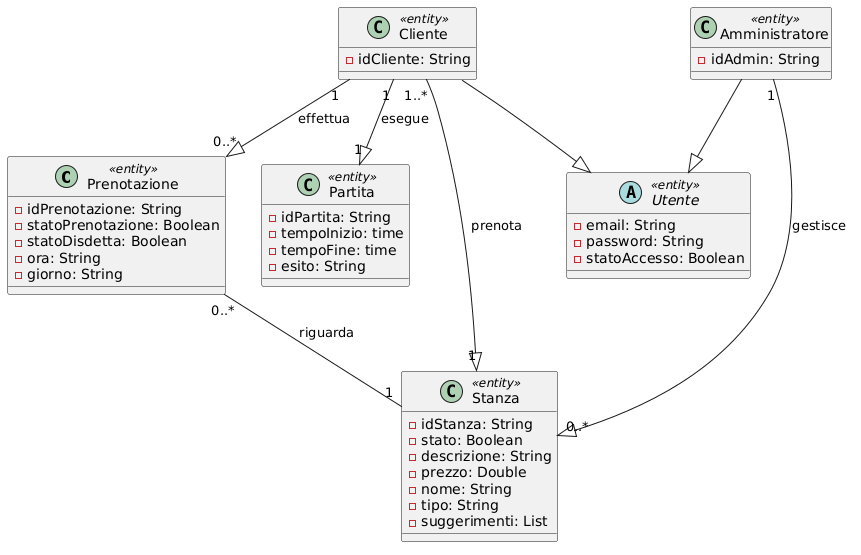 C «entity» Cliente
idCliente: String
C «entity» Amministratore
idAdmin: String
1
1
1..*
1
effettua
esegue
0..*
1
C «entity» Prenotazione
idPrenotazione: String
statoPrenotazione: Boolean
statoDisdetta: Boolean
ora: String
giorno: String
C «entity» Partita
idPartita: String
tempoInizio: time
tempoFine: time
esito: String
A «entity» Utente
email: String
password: String
statoAccesso: Boolean
prenota
gestisce
0..*
riguarda
1
1
0..*
C «entity» Stanza
idStanza: String
stato: Boolean
descrizione: String
prezzo: Double
nome: String
tipo: String
suggerimenti: List